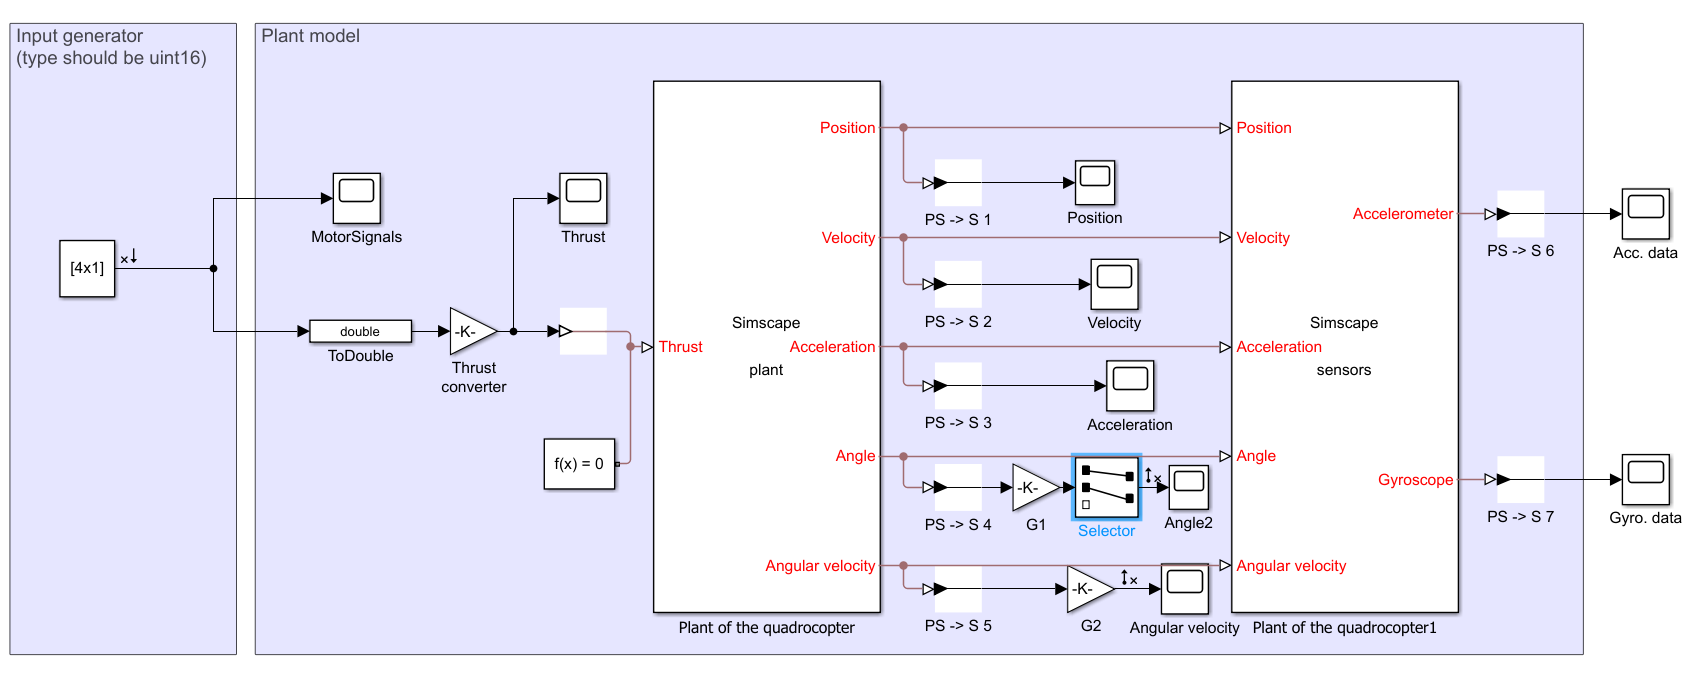 Input generator
(type should be uint16)
Plant model
[4x1]
MotorSignals
double
ToDouble
-K-
Thrust
converter
Thrust
f(x) = 0
Thrust
Simscape
plant
Position
Velocity
Acceleration
Angle
Angular velocity
Plant of the quadrocopter
PS -> S 1
Position
PS -> S 2
Velocity
PS -> S 3
Acceleration
PS -> S 4
-K-
G1
Selector
Angle2
PS -> S 5
-K-
G2
Angular velocity
Position
Velocity
Acceleration
Angle
Angular velocity
Simscape
sensors
Accelerometer
Gyroscope
Plant of the quadrocopter1
PS -> S 6
Acc. data
PS -> S 7
Gyro. data